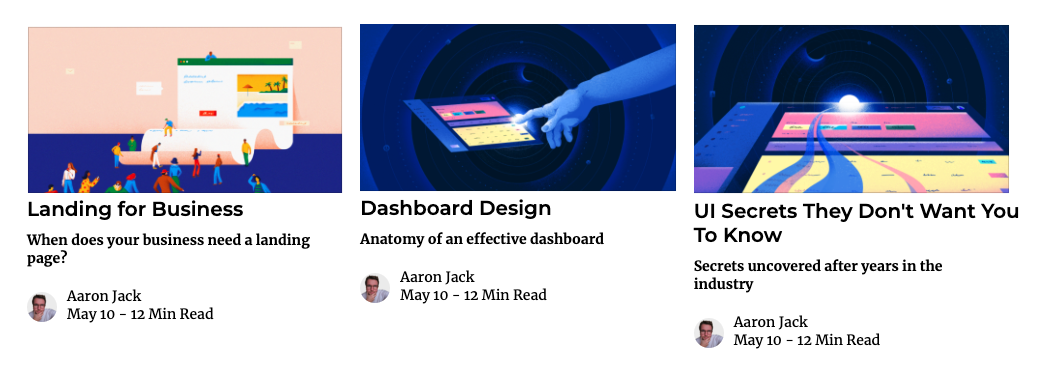 Landing for Business
When does your business need a landing
page?
Aaron Jack
May 10 - 12 Min Read
Dashboard Design
Anatomy of an effective dashboard
Aaron Jack
May 10 - 12 Min Read
UI Secrets They Don't Want You
To Know
Secrets uncovered after years in the
industry
Aaron Jack
May 10 - 12 Min Read